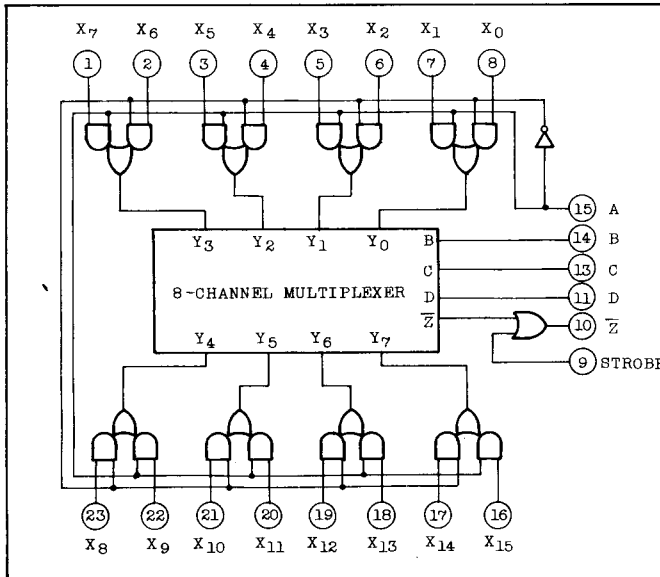 X7 X6 X5 X4 X3 X2 X1 X0
1 2 3 4 5 6 7 8
15 A
Y3 Y2 Y1 Y0 B 14 B
C 13 C
8-CHANNEL MULTIPLEXER D 11 D
Z̅ 10 Z̅
Y4 Y5 Y6 Y7
9 STROBE
23 22 21 20 19 18 17 16
X8 X9 X10 X11 X12 X13 X14 X15